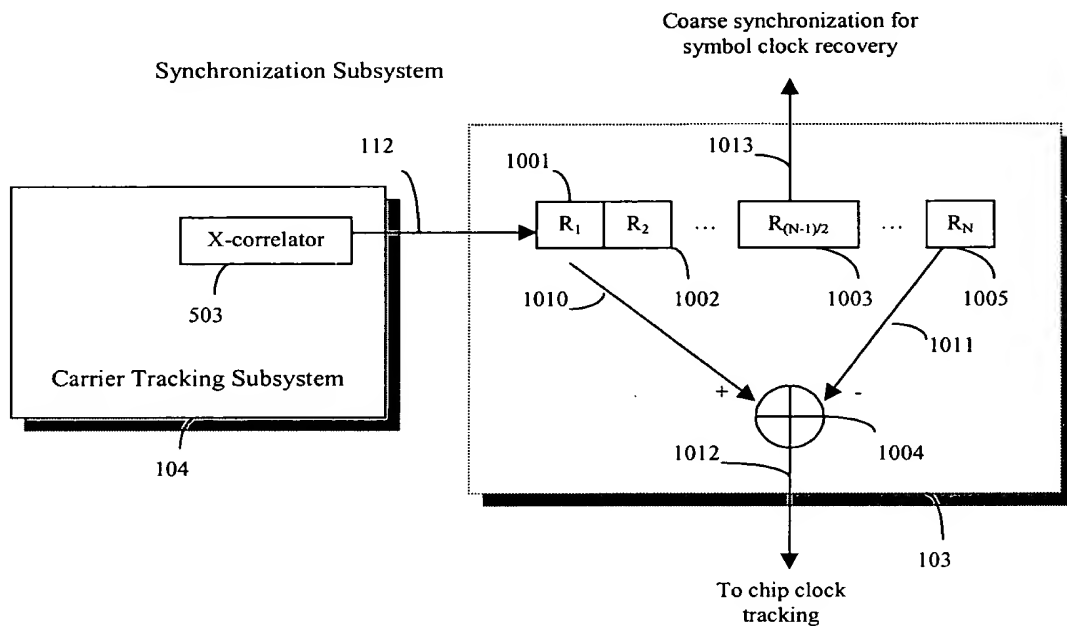 Coarse synchronization for
symbol clock recovery
Synchronization Subsystem
112
1001
1013
X-correlator
R1 R2 ... R(N-1)/2 ... RN
503
1010
1002
1003
1005
1011
Carrier Tracking Subsystem
+ -
104
1012
1004
103
To chip clock
tracking